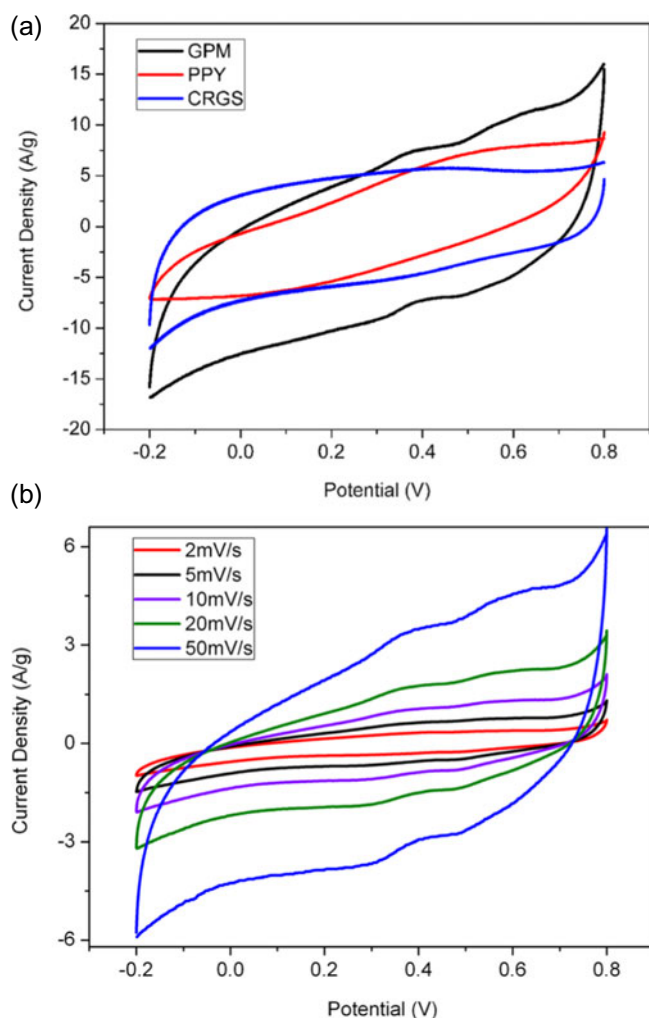 (a)
GPM
PPY
CRGS
20
15
10
5
0
-5
-10
-15
-20
Current Density (A/g)
-0.2 0.0 0.2 0.4 0.6 0.8
Potential (V)
(b)
2mV/s
5mV/s
10mV/s
20mV/s
50mV/s
6
3
0
-3
-6
Current Density (A/g)
-0.2 0.0 0.2 0.4 0.6 0.8
Potential (V)